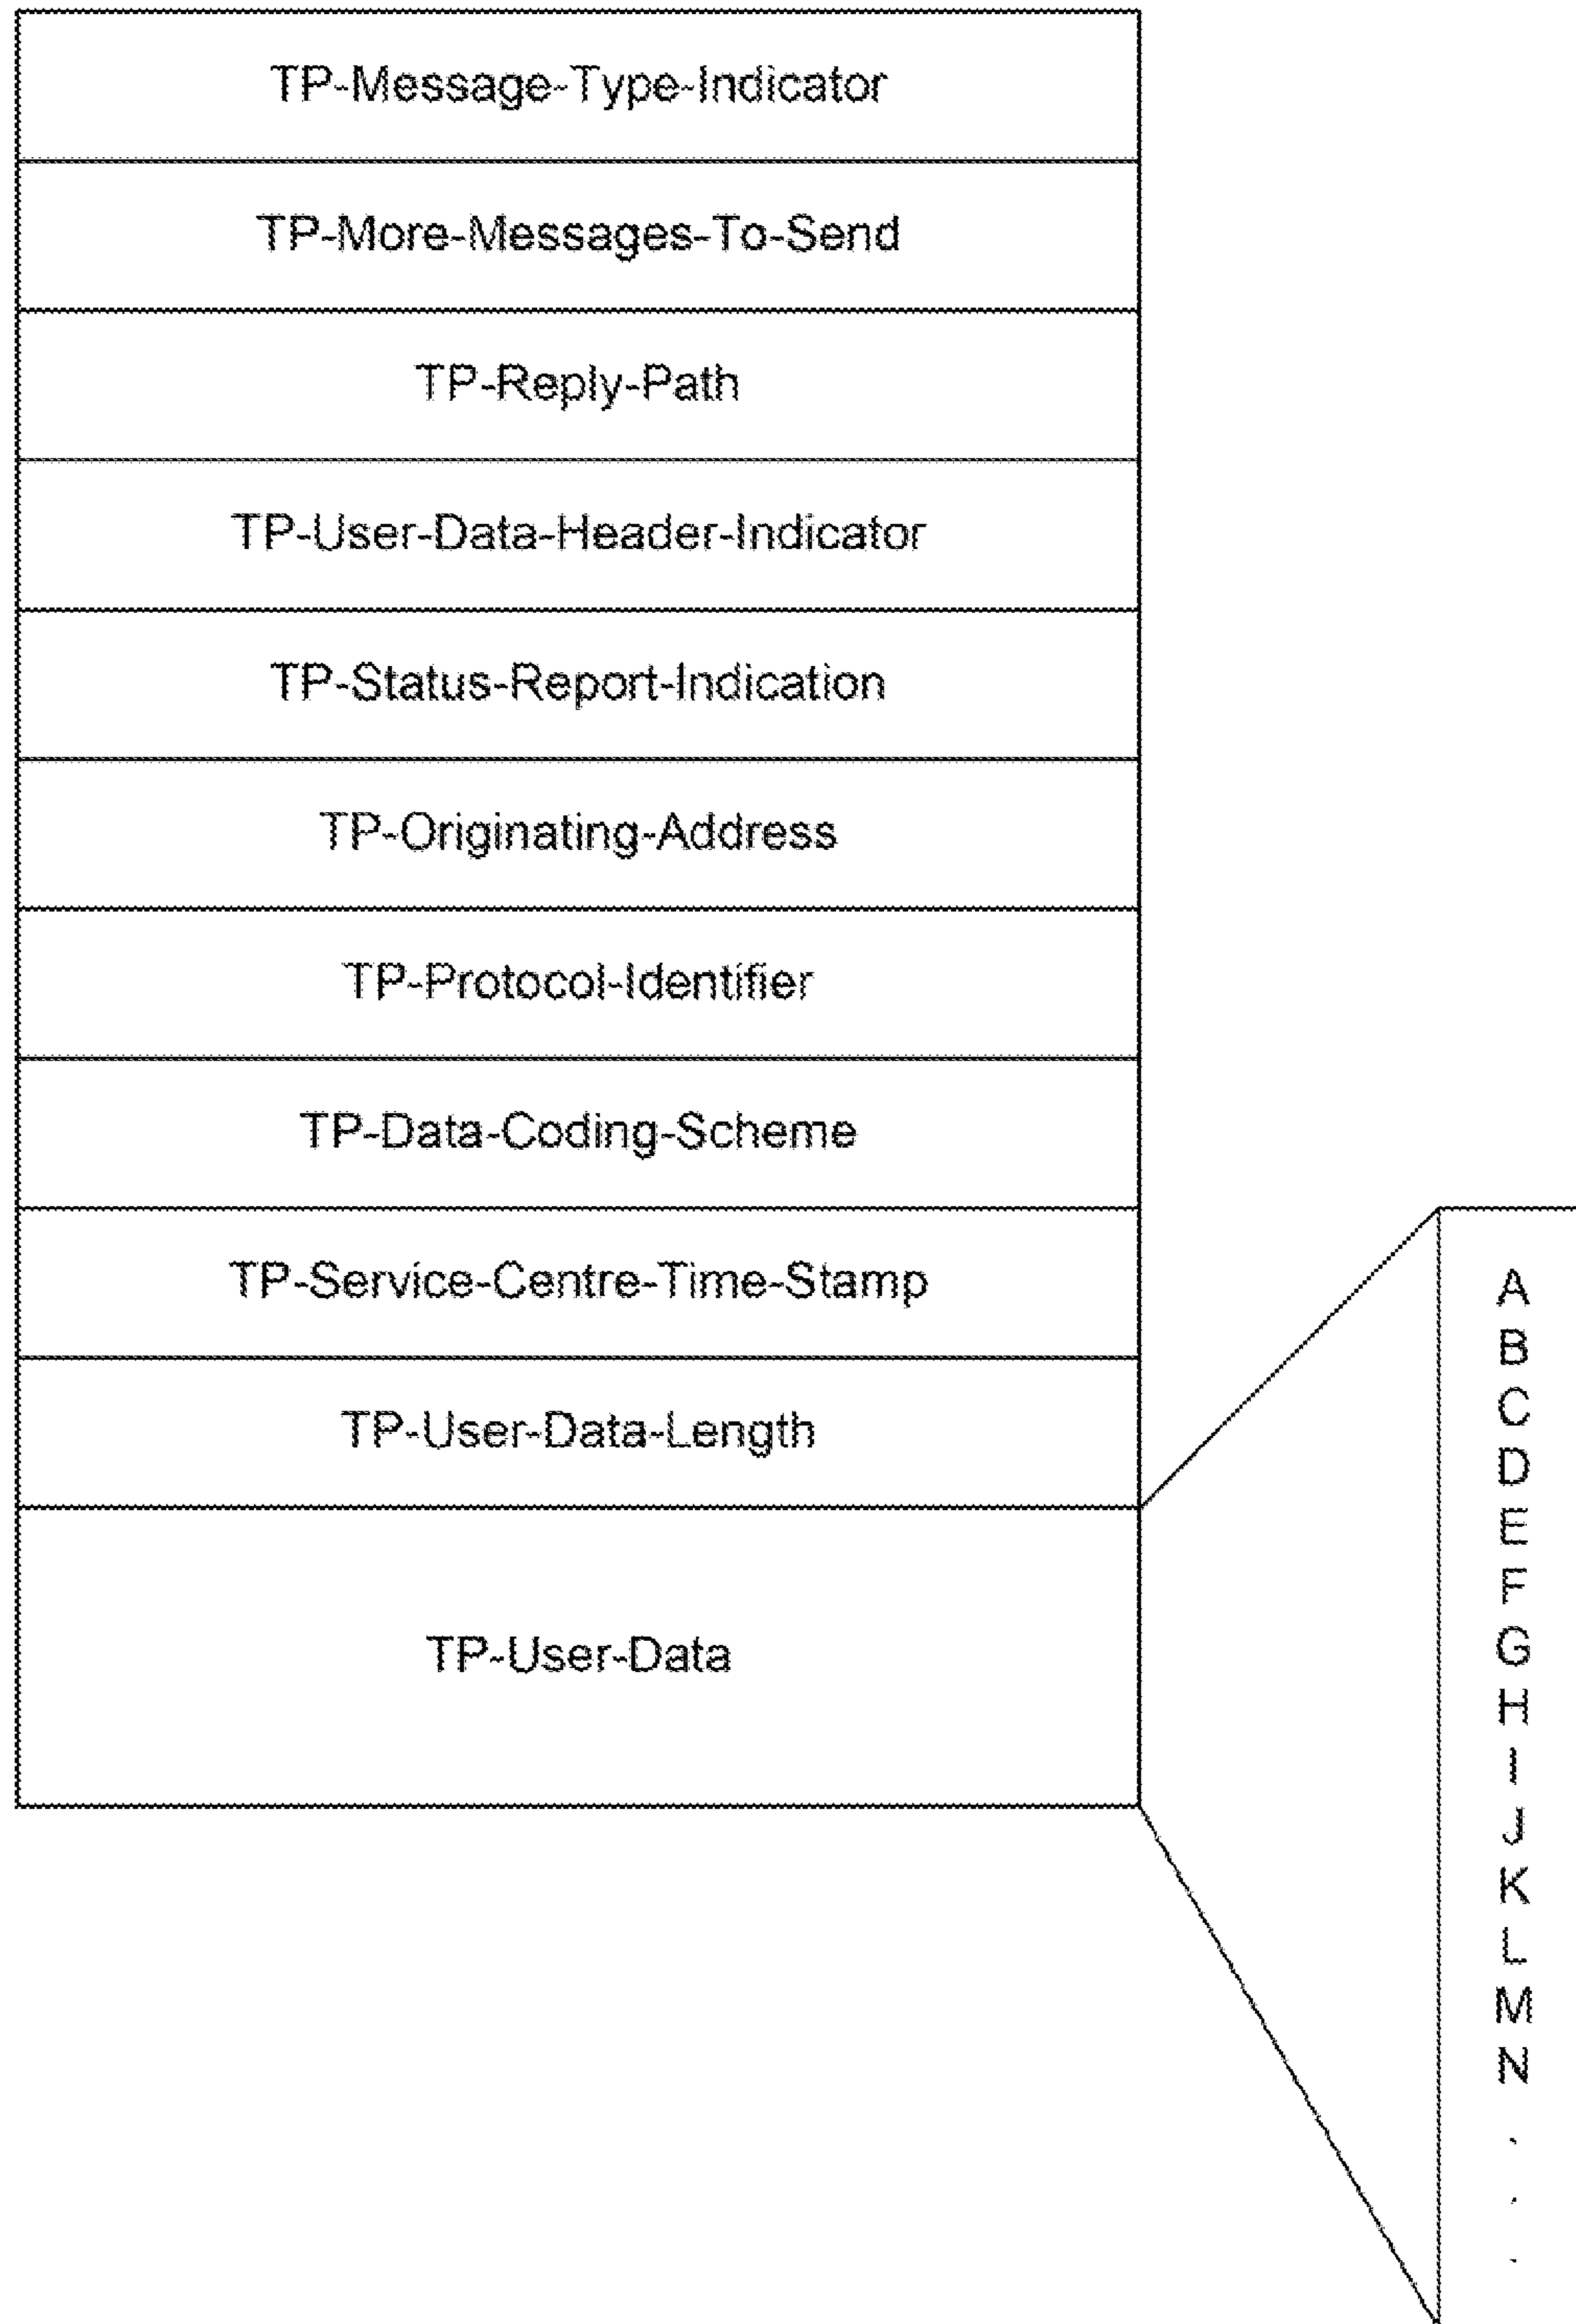 TP-Message-Type-Indicator
TP-More-Messages-To-Send
TP-Reply-Path
TP-User-Data-Header-Indicator
TP-Status-Report-Indication
TP-Originating-Address
TP-Protocol-Identifier
TP-Data-Coding-Scheme
TP-Service-Centre-Time-Stamp
TP-User-Data-Length
TP-User-Data
A
B
C
D
E
F
G
H
I
J
K
L
M
N
.
.
.